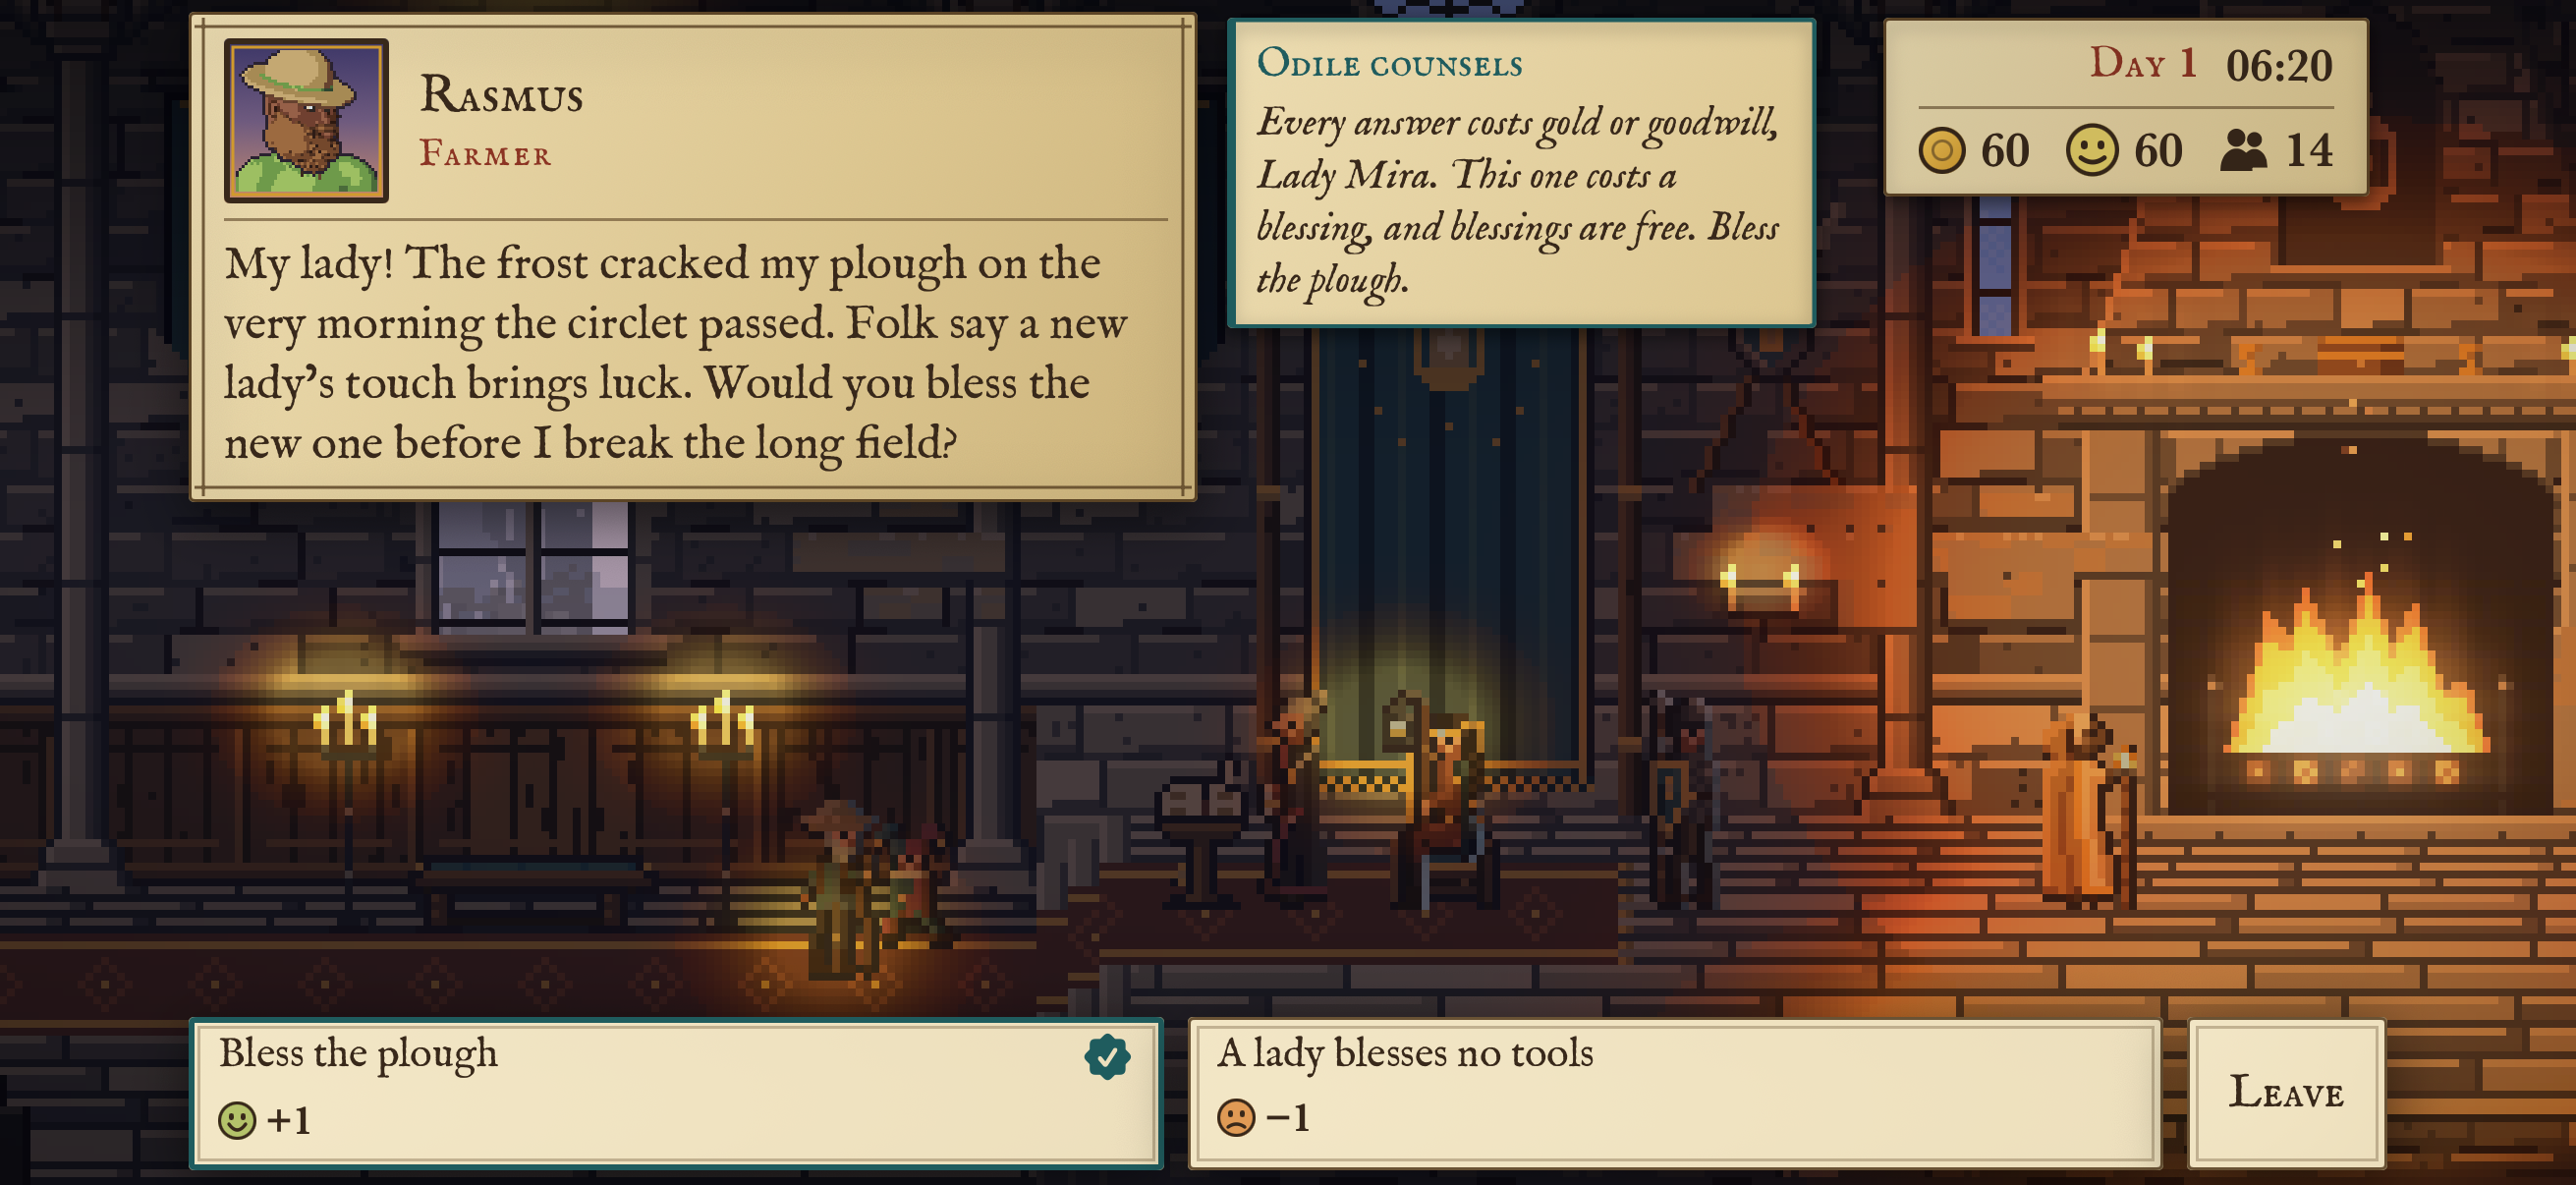 Rasmus
Farmer
My lady! The frost cracked my plough on the
very morning the circlet passed. Folk say a new
lady's touch brings luck. Would you bless the
new one before I break the long field?
Odile counsels
Every answer costs gold or goodwill,
Lady Mira. This one costs a
blessing, and blessings are free. Bless
the plough.
Day 1 06:20
60 60 14
Bless the plough
+1
A lady blesses no tools
−1
Leave